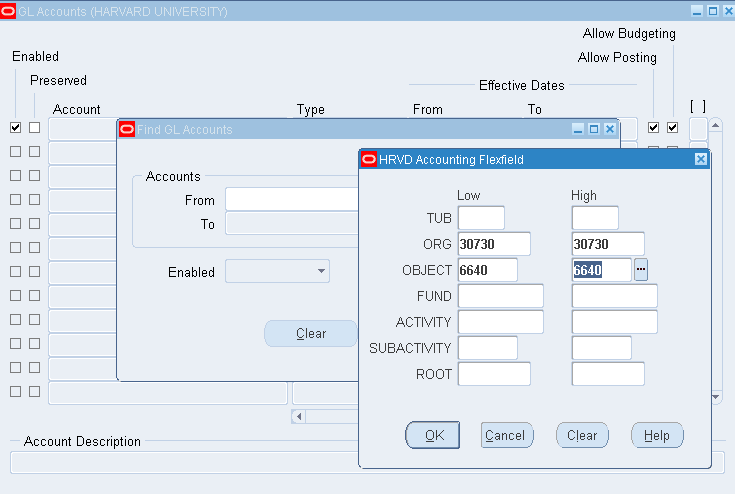 GL Accounts (HARVARD UNIVERSITY)
Allow Budgeting
Enabled
Allow Posting
Preserved
Effective Dates
Account Type From To [ ]
Find GL Accounts
HRVD Accounting Flexfield
Accounts
From
To
Enabled
Clear
Low High
TUB
ORG 30730 30730
OBJECT 6640 6640 ...
FUND
ACTIVITY
SUBACTIVITY
ROOT
OK Cancel Clear Help
Account Description